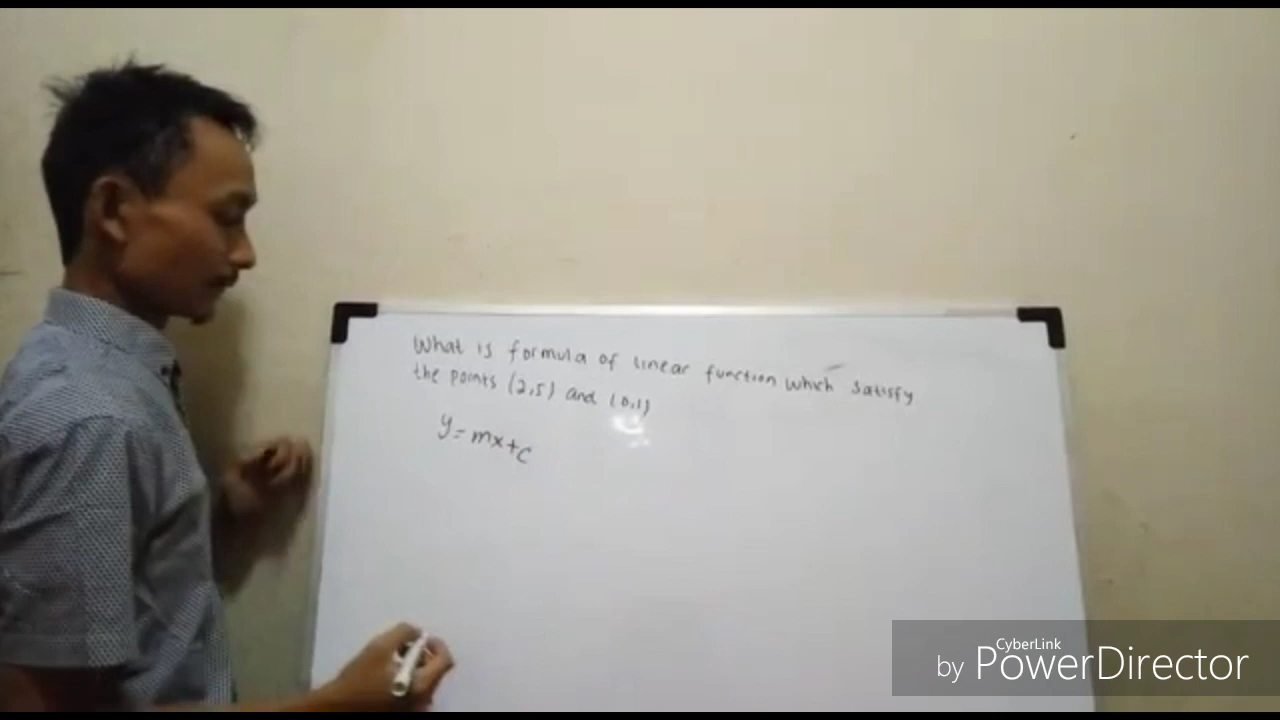 What is formula of linear function which satisfy
the points (2,5) and (0,1)
y = mx+c
CyberLink
by PowerDirector